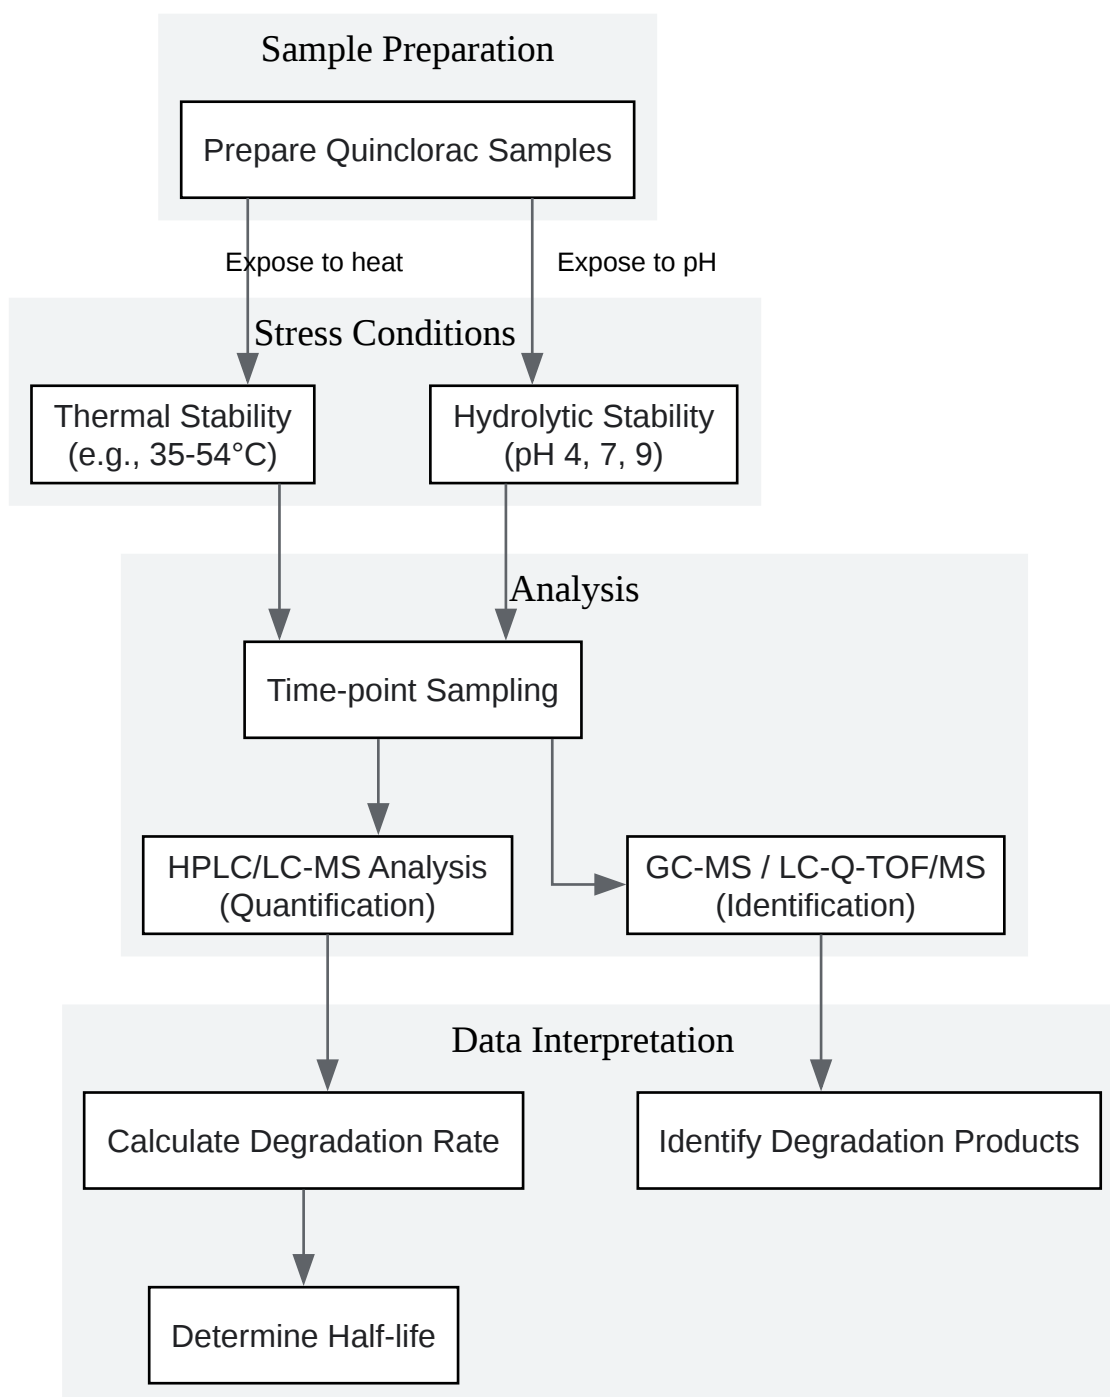 Sample Preparation
Prepare Quinclorac Samples
Expose to heat
Expose to pH
Stress Conditions
Thermal Stability
(e.g., 35-54°C)
Hydrolytic Stability
(pH 4, 7, 9)
Analysis
Time-point Sampling
HPLC/LC-MS Analysis
(Quantification)
GC-MS / LC-Q-TOF/MS
(Identification)
Data Interpretation
Calculate Degradation Rate
Identify Degradation Products
Determine Half-life